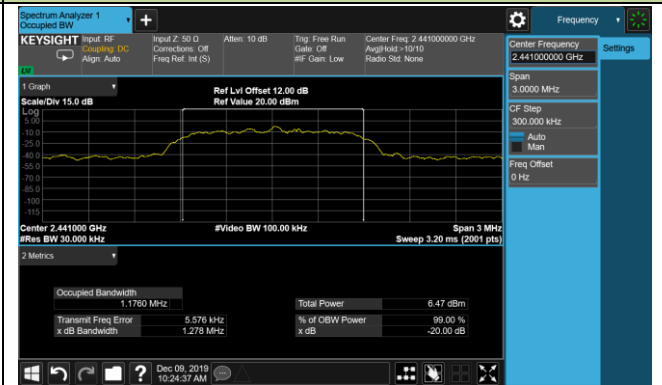 Spectrum Analyzer 1
Occupied BW
+
Frequency
KEYSIGHT
Input: RF
Coupling: DC
Align: Auto
Input Z: 50 Ω
Corrections: Off
Freq Ref: Int (S)
Atten: 10 dB
Trig: Free Run
Gate: Off
#IF Gain: Low
Center Freq: 2.441000000 GHz
Avg|Hold:>10/10
Radio Std: None
Center Frequency
2.441000000 GHz
Settings
Span
3.0000 MHz
CF Step
300.000 kHz
Auto
Man
Freq Offset
0 Hz
1 Graph
Scale/Div 15.0 dB
Ref Lvl Offset 12.00 dB
Ref Value 20.00 dBm
Log
5.00
-10.0
-25.0
-40.0
-55.0
-70.0
-85.0
-100
-115
Center 2.441000 GHz
#Video BW 100.00 kHz
Span 3 MHz
#Res BW 30.000 kHz
Sweep 3.20 ms (2001 pts)
2 Metrics
Occupied Bandwidth
1.1760 MHz
Total Power 6.47 dBm
Transmit Freq Error 5.576 kHz
% of OBW Power 99.00 %
x dB Bandwidth 1.278 MHz
x dB -20.00 dB
?
Dec 09, 2019
10:24:37 AM